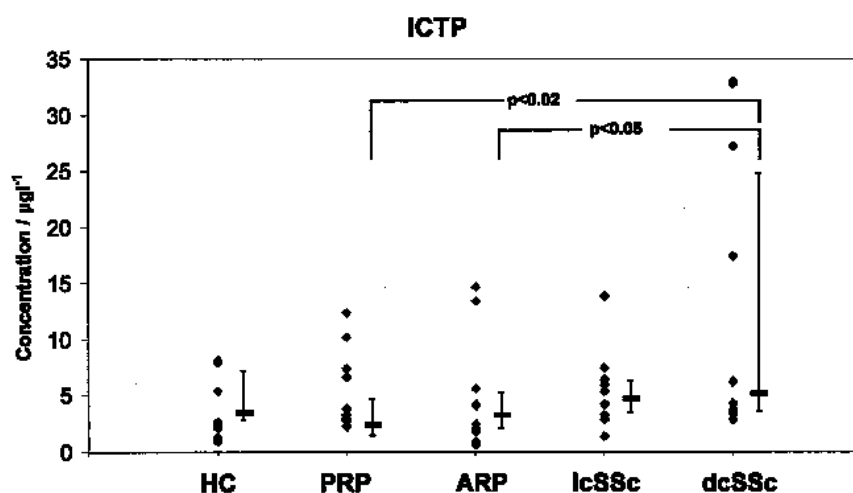 ICTP
35
30
25
20
15
10
5
0
Concentration / µgl⁻¹
p<0.02
p<0.05
HC PRP ARP lcSSc dcSSc